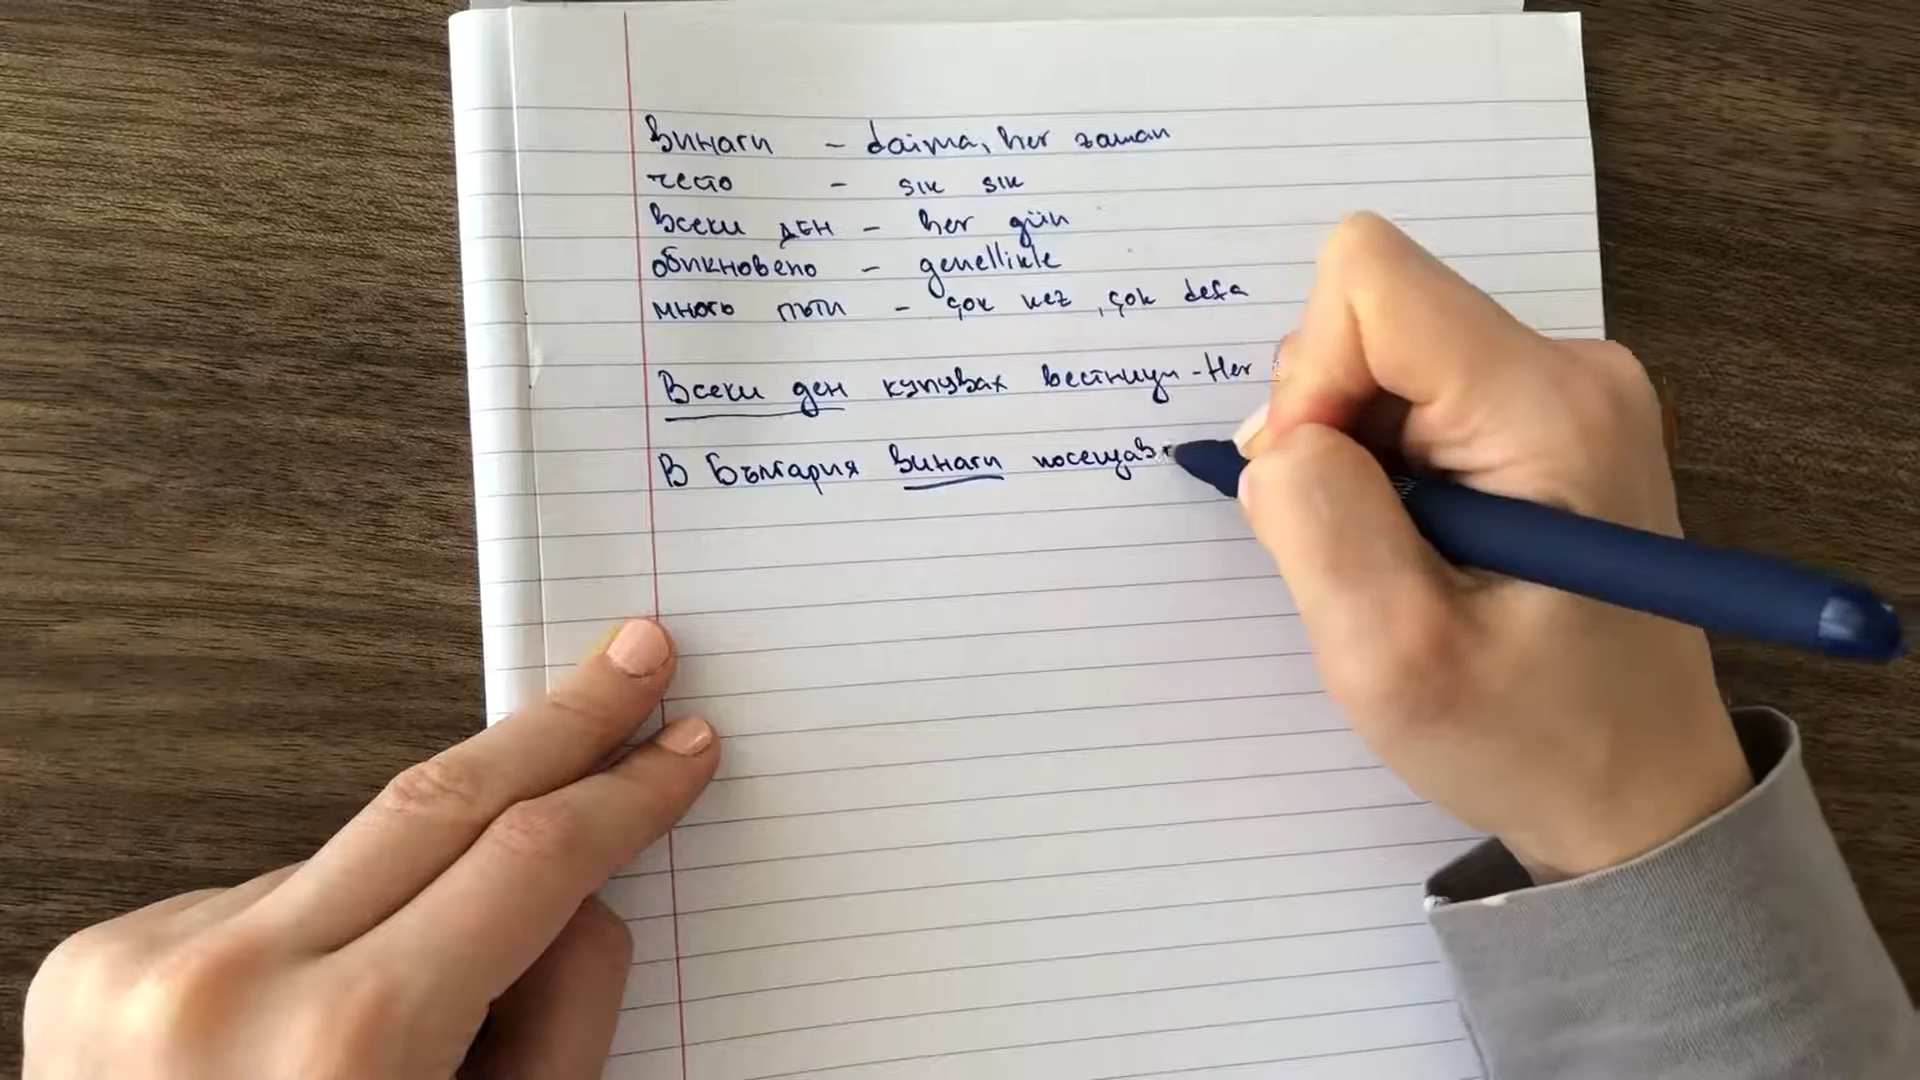 Винаги - daima, her zaman
често - sık sık
Всеки ден - her gün
обикновено - genellikle
много пъти - çok kez, çok defa
Всеки ден купувах вестници - Her
В България винаги посещав